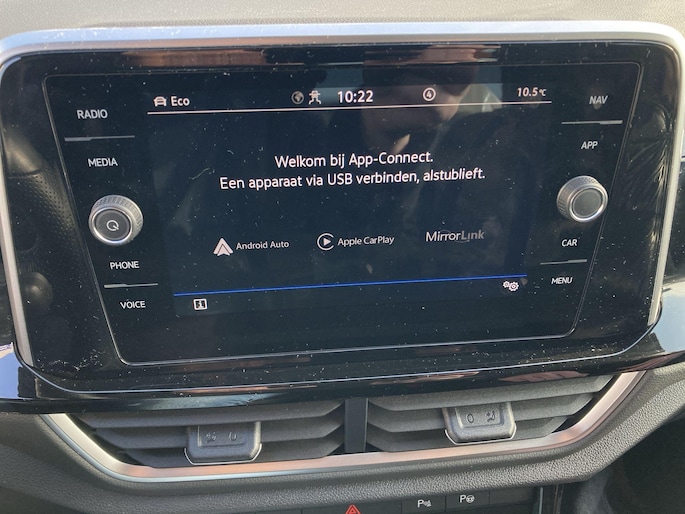 RADIO
MEDIA
PHONE
VOICE
Eco
10:22
4
10.5°C
Welkom bij App-Connect.
Een apparaat via USB verbinden, alstublieft.
Android Auto
Apple CarPlay
MirrorLink
NAV
APP
CAR
MENU